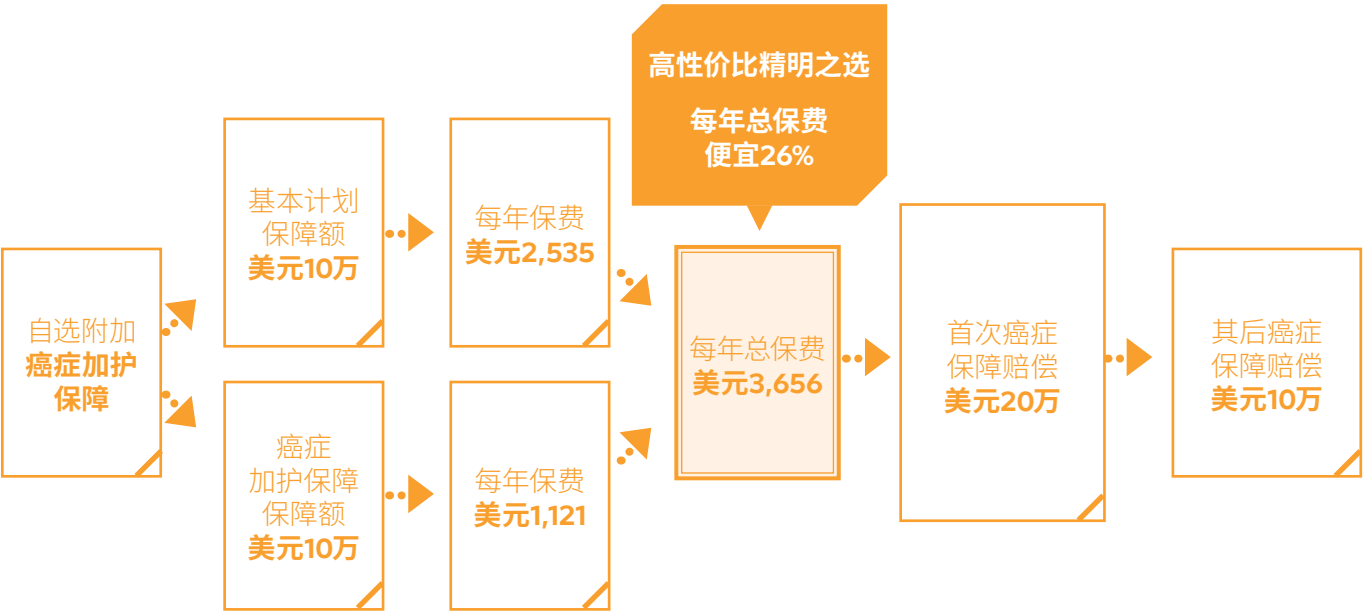 高性价比精明之选
每年总保费
便宜26%
自选附加
癌症加护
保障
基本计划
保障额
美元10万
每年保费
美元2,535
癌症
加护保障
保障额
美元10万
每年保费
美元1,121
每年总保费
美元3,656
首次癌症
保障赔偿
美元20万
其后癌症
保障赔偿
美元10万